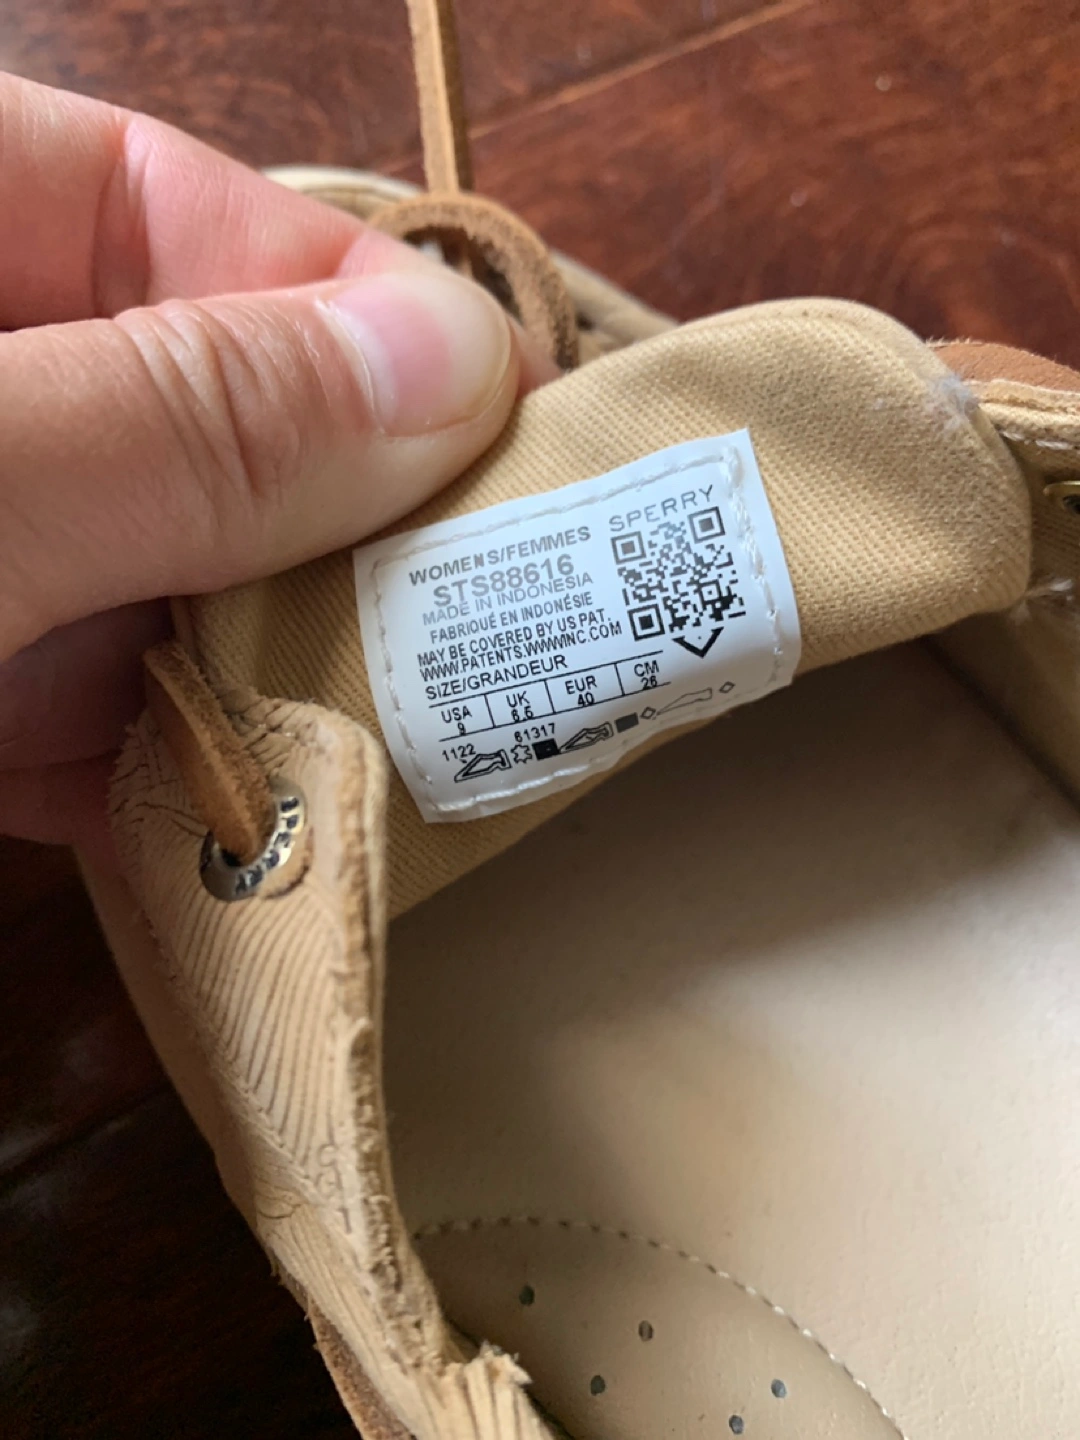 SPERRY
WOMENS/FEMMES
STS88616
MADE IN INDONESIA
FABRIQUÉ EN INDONÉSIE
MAY BE COVERED BY US PAT.
WWW.PATENTS.WWWINC.COM
SIZE/GRANDEUR
USA UK EUR CM
9 6.5 40 26
1122 61317
SPERRY